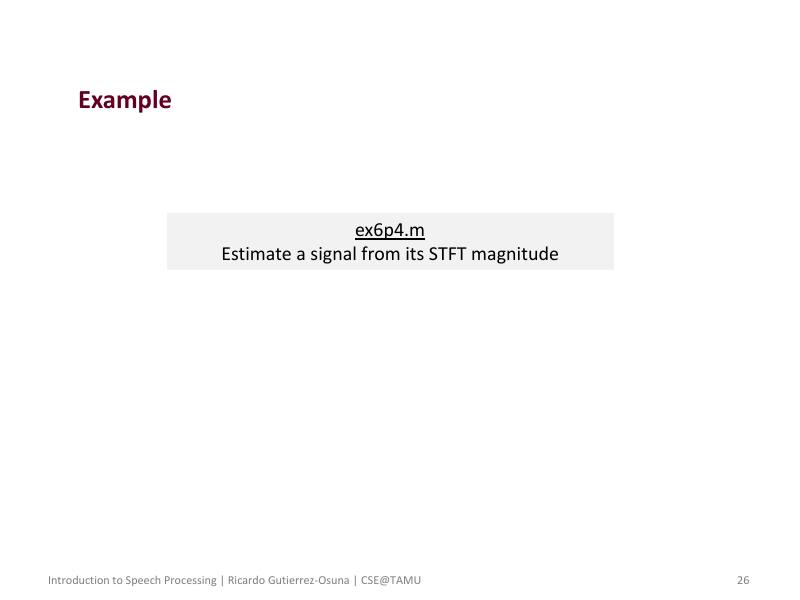 Example
ex6p4.m
Estimate a signal from its STFT magnitude
Introduction to Speech Processing | Ricardo Gutierrez-Osuna | CSE@TAMU
26